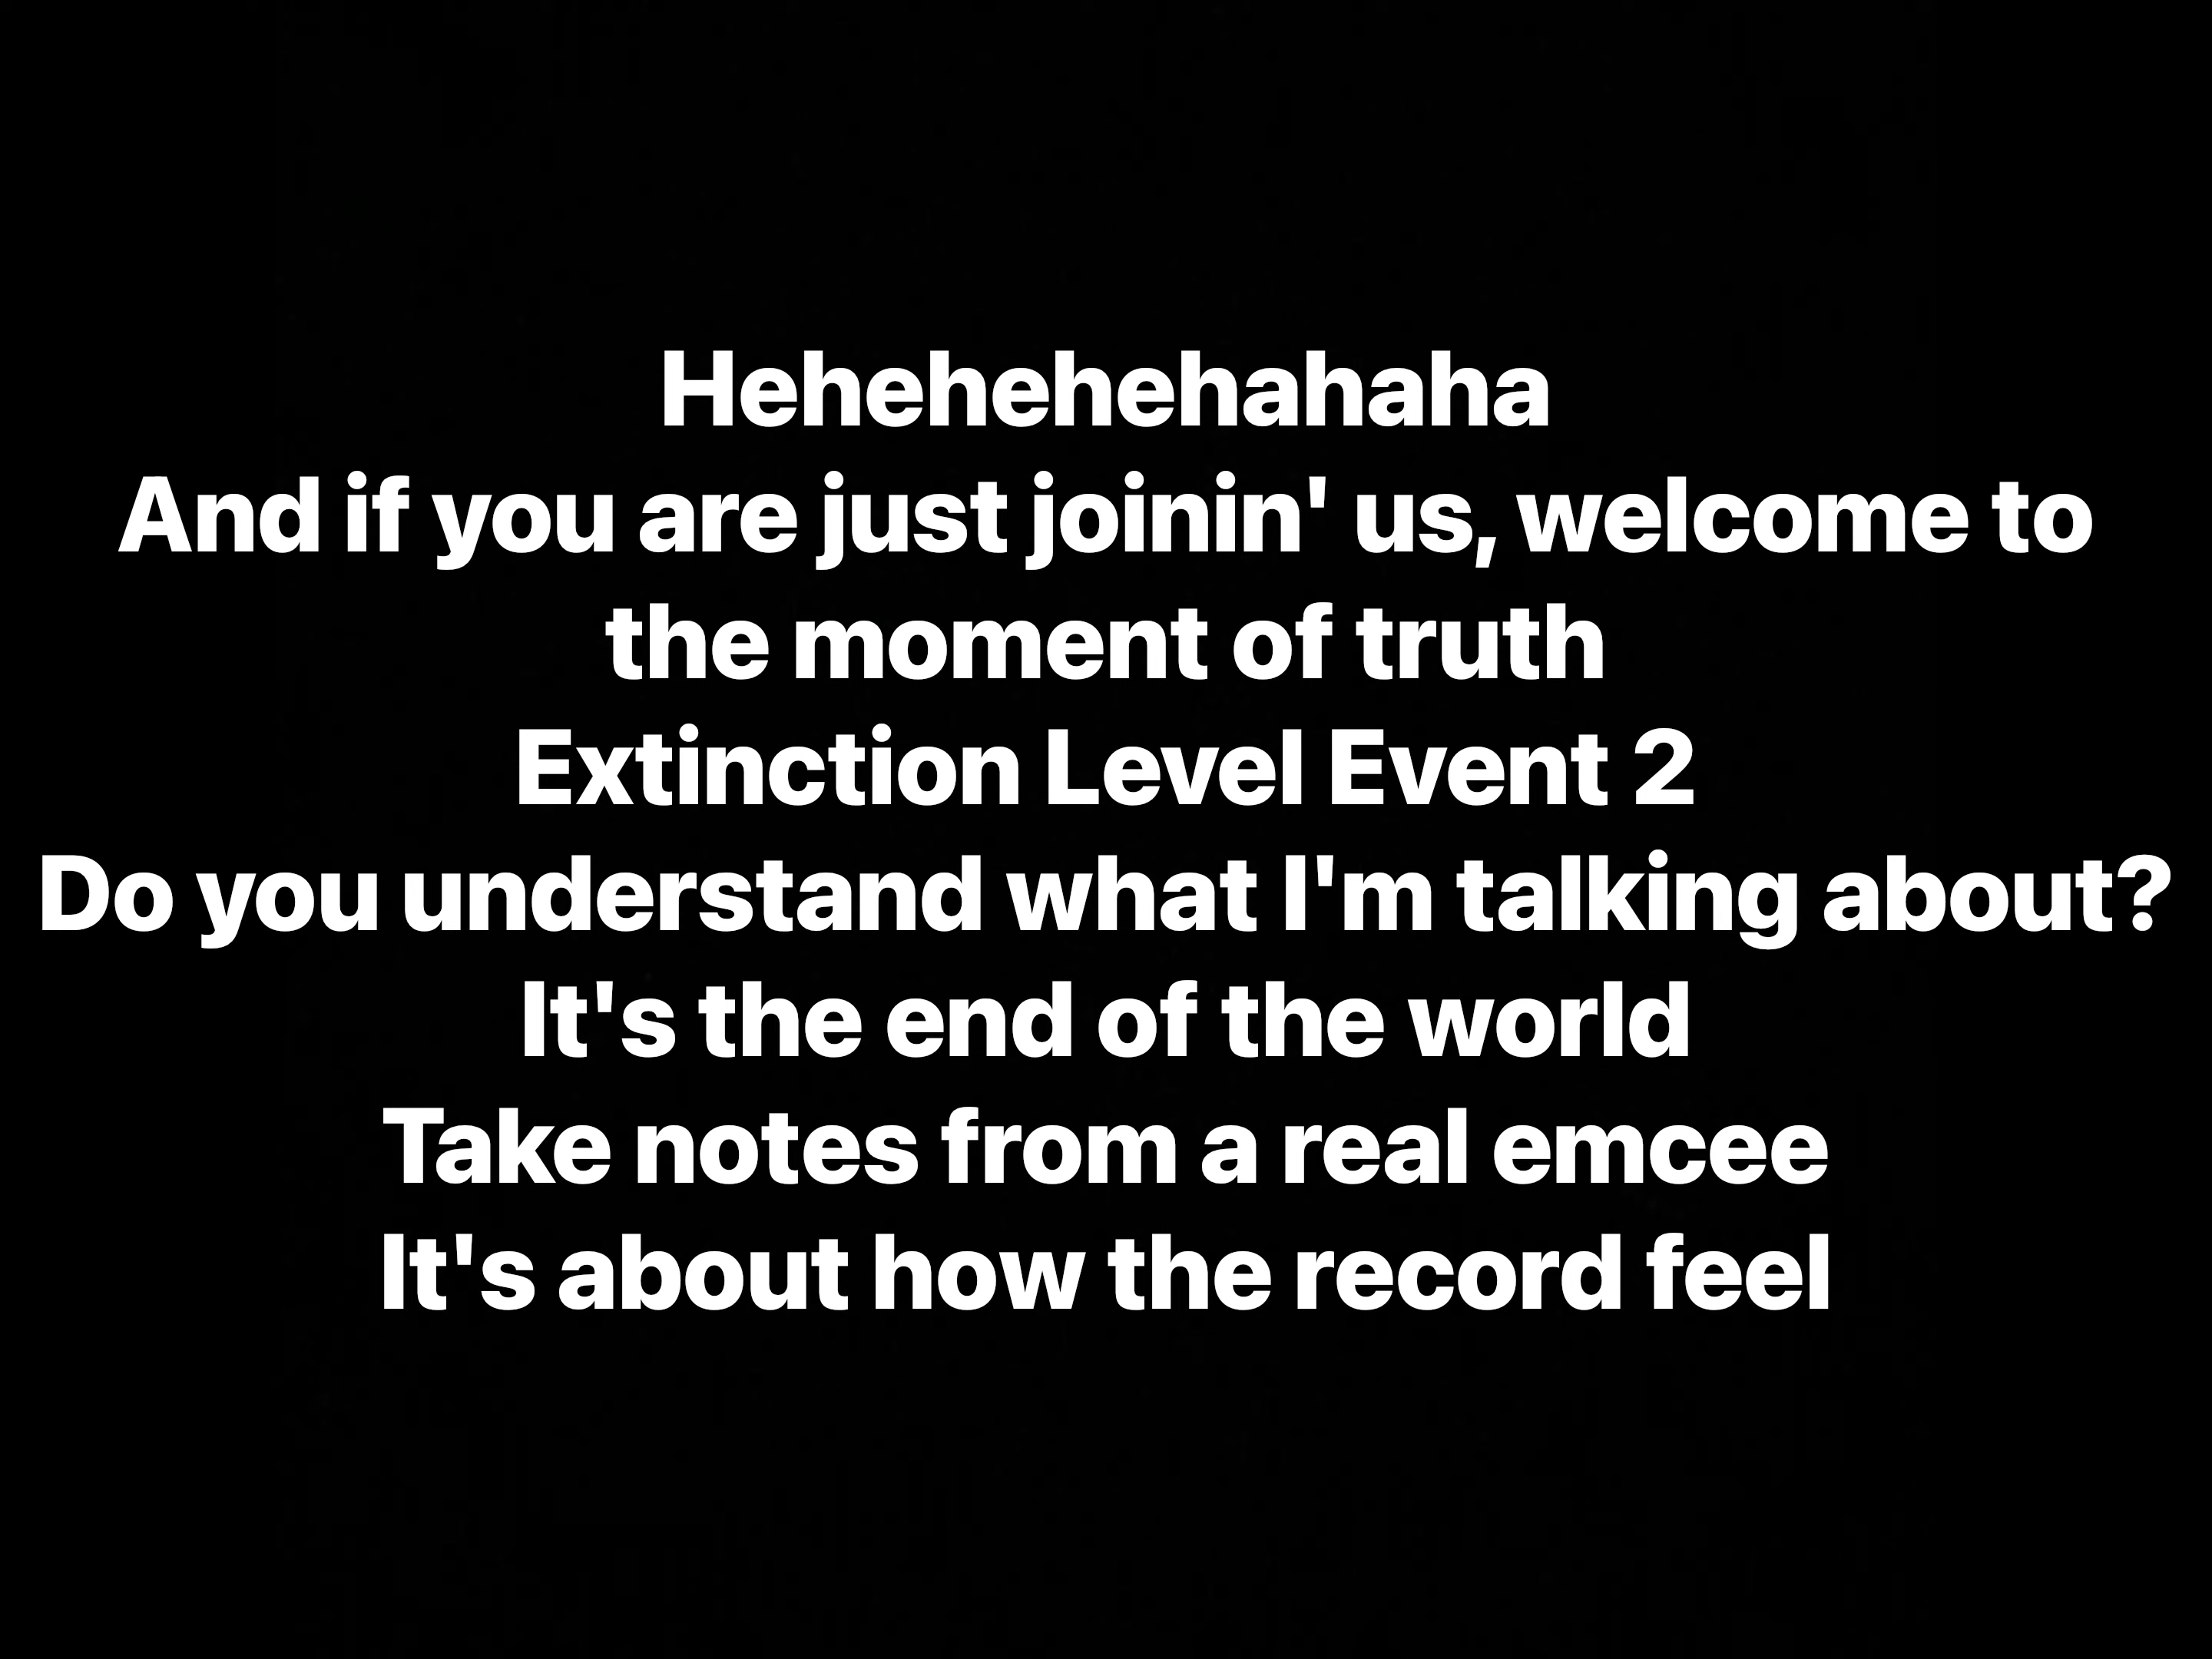 Hehehehehahaha
And if you are just joinin' us, welcome to
the moment of truth
Extinction Level Event 2
Do you understand what I'm talking about?
It's the end of the world
Take notes from a real emcee
It's about how the record feel